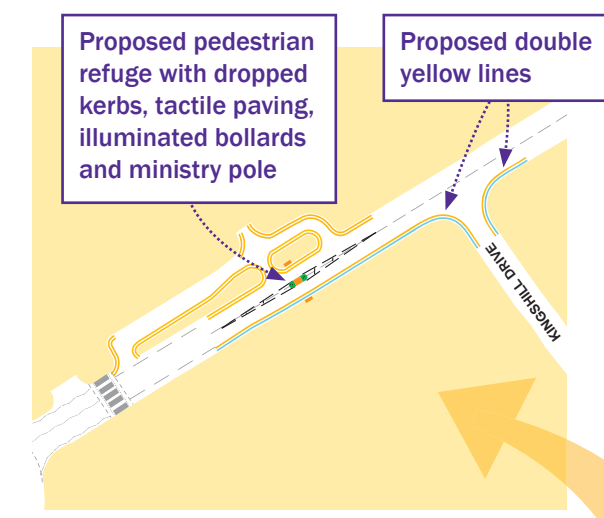 Proposed pedestrian
refuge with dropped
kerbs, tactile paving,
illuminated bollards
and ministry pole
Proposed double
yellow lines
KINGSHILL DRIVE